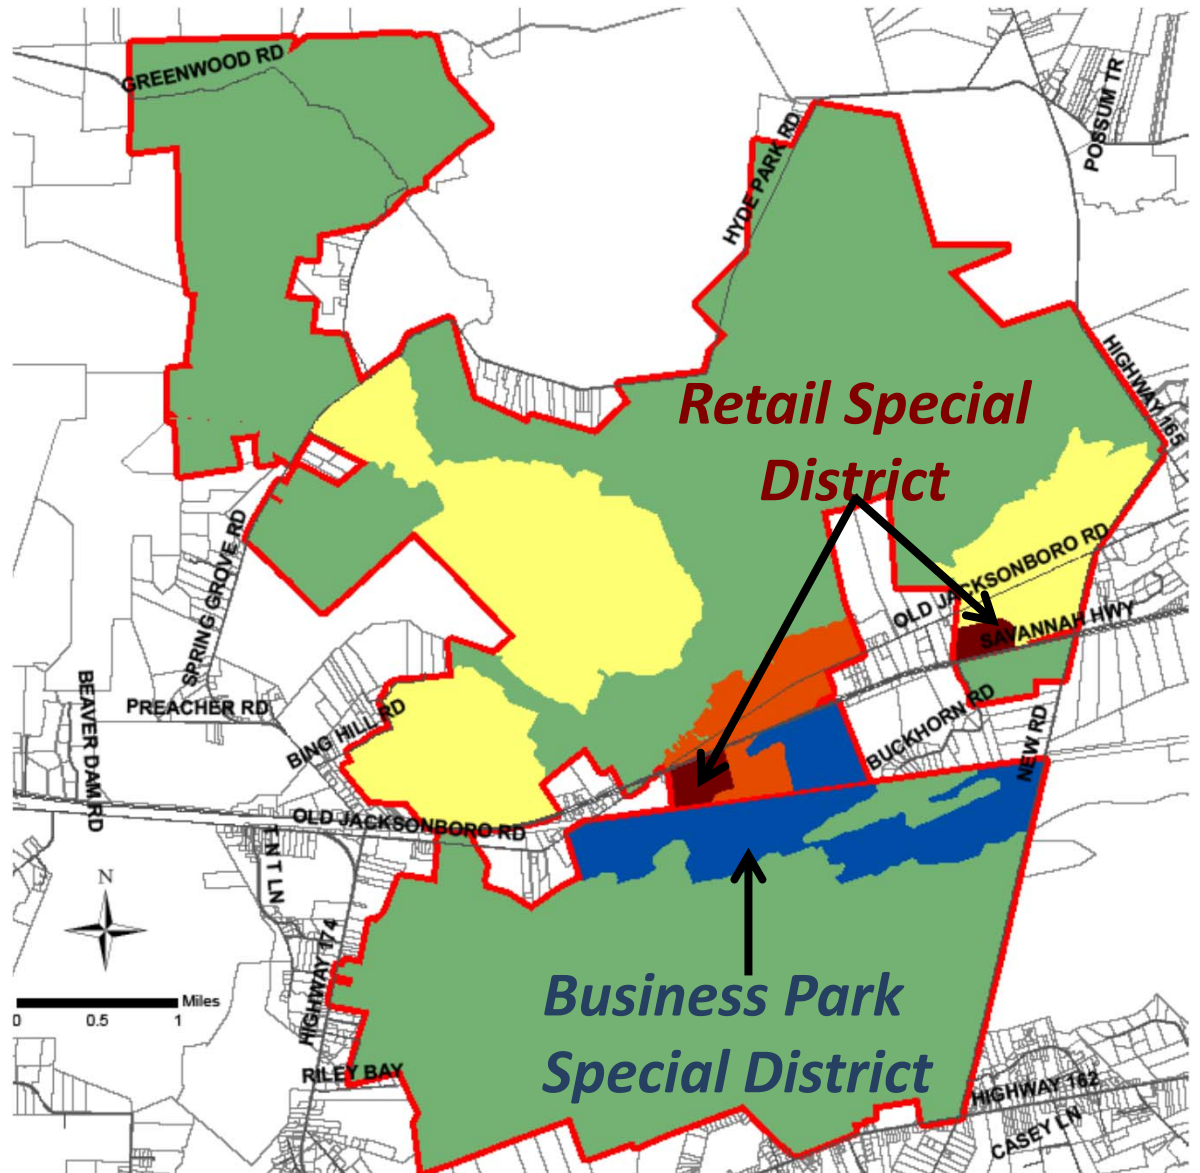 GREENWOOD RD
POSSUM TR
HYDE PARK RD
HIGHWAY 165
Retail Special
District
SPRING GROVE RD
OLD JACKSONBORO RD
SAVANNAH HWY
BEAVER DAM RD
PREACHER RD
BING HILL RD
BUCKHORN RD
NEW RD
OLD JACKSONBORO RD
T N T LN
N
HIGHWAY 174
Business Park
Special District
Miles
0 0.5 1
RILEY BAY
HIGHWAY 162
CASEY LN